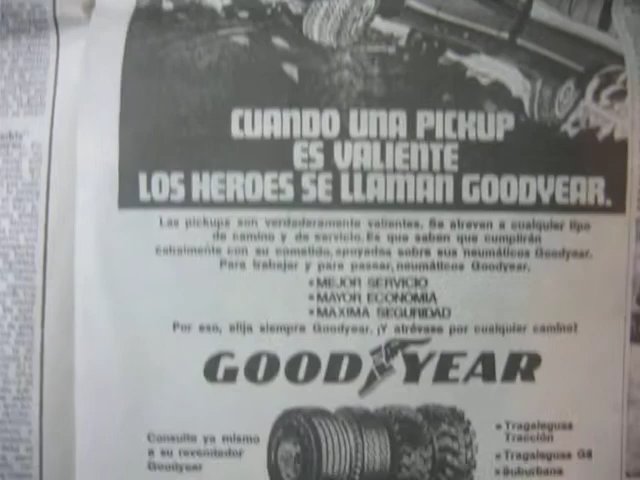 CUANDO UNA PICKUP
ES VALIENTE
LOS HEROES SE LLAMAN GOODYEAR.
Las pickups son verdaderamente valientes. Se atreven a cualquier tipo
de camino y de servicio. Es que saben que cumplirán
cabalmente con su cometido, apoyadas sobre sus neumáticos Goodyear.
Para trabajar y para pasear, neumáticos Goodyear.
• MEJOR SERVICIO
• MAYOR ECONOMIA
• MAXIMA SEGURIDAD
Por eso, elija siempre Goodyear. ¡Y atrévase por cualquier camino!
GOOD YEAR
Consulte ya mismo
a su revendedor
Goodyear
• Tragaleguas
Tracción
• Tragaleguas G8
• Suburbana